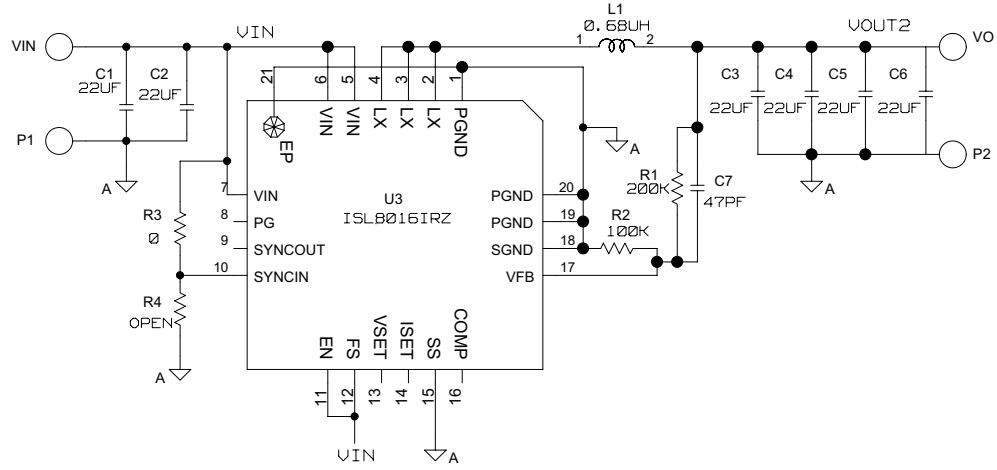 L1
0.68UH
VIN
VIN
1
2
VOUT2
VO
C1
22UF
C2
22UF
21
6
5
4
3
2
1
C3
22UF
C4
22UF
C5
22UF
C6
22UF
VIN
VIN
LX
LX
LX
PGND
EP
P1
A
A
P2
A
R1
200K
C7
47PF
7
VIN
U3
ISL8016IRZ
PGND
20
8
PG
PGND
19
R2
100K
R3
0
9
SYNCOUT
SGND
18
10
SYNCIN
VFB
17
R4
OPEN
EN
FS
VSET
ISET
SS
COMP
A
11
12
13
14
15
16
VIN
A